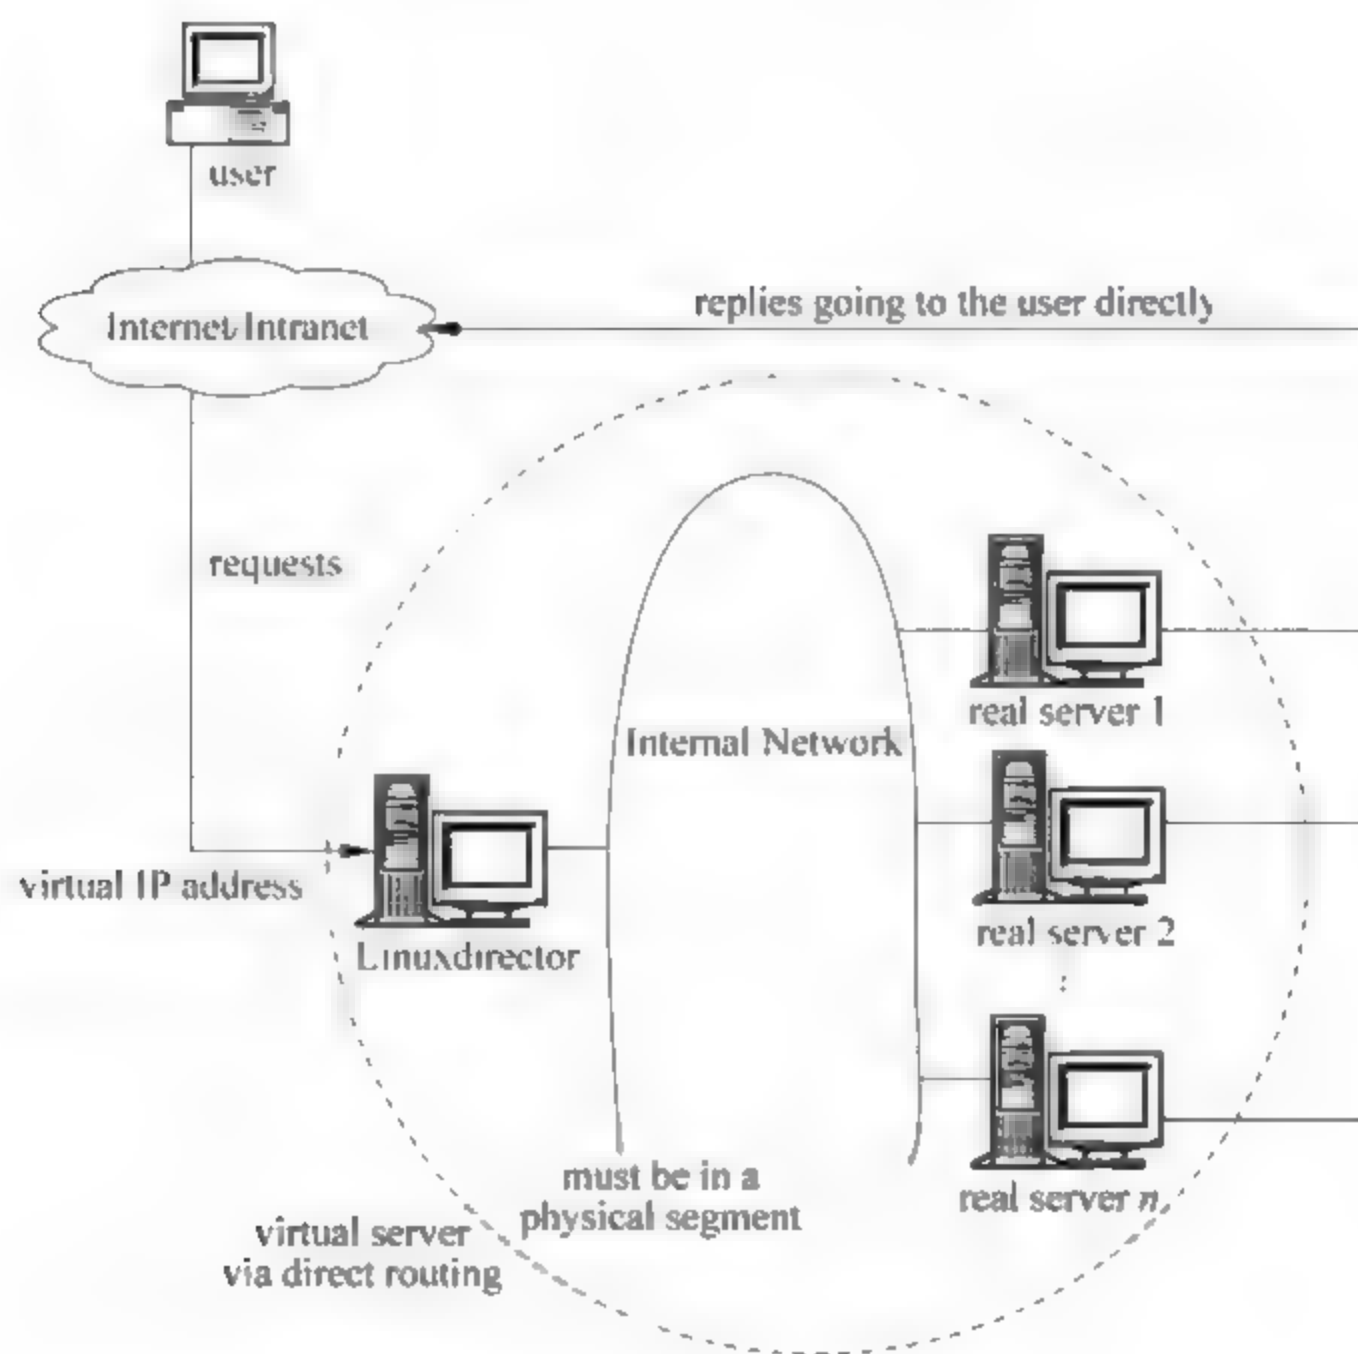 user
Internet/Intranet
replies going to the user directly
requests
real server 1
Internal Network
virtual IP address
real server 2
Linuxdirector
must be in a
physical segment
real server n
virtual server
via direct routing